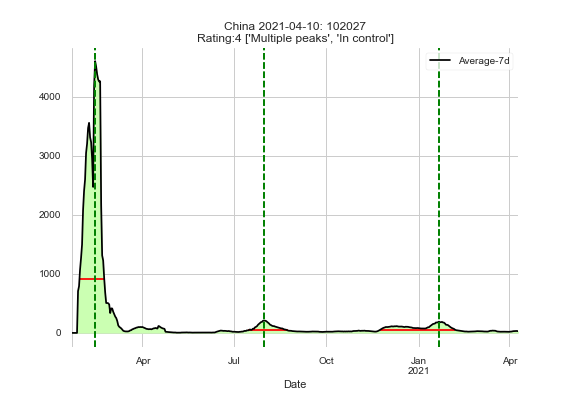 China 2021-04-10: 102027
Rating:4 ['Multiple peaks', 'In control']
Average-7d
4000
3000
2000
1000
0
Apr
Jul
Oct
Jan
2021
Apr
Date